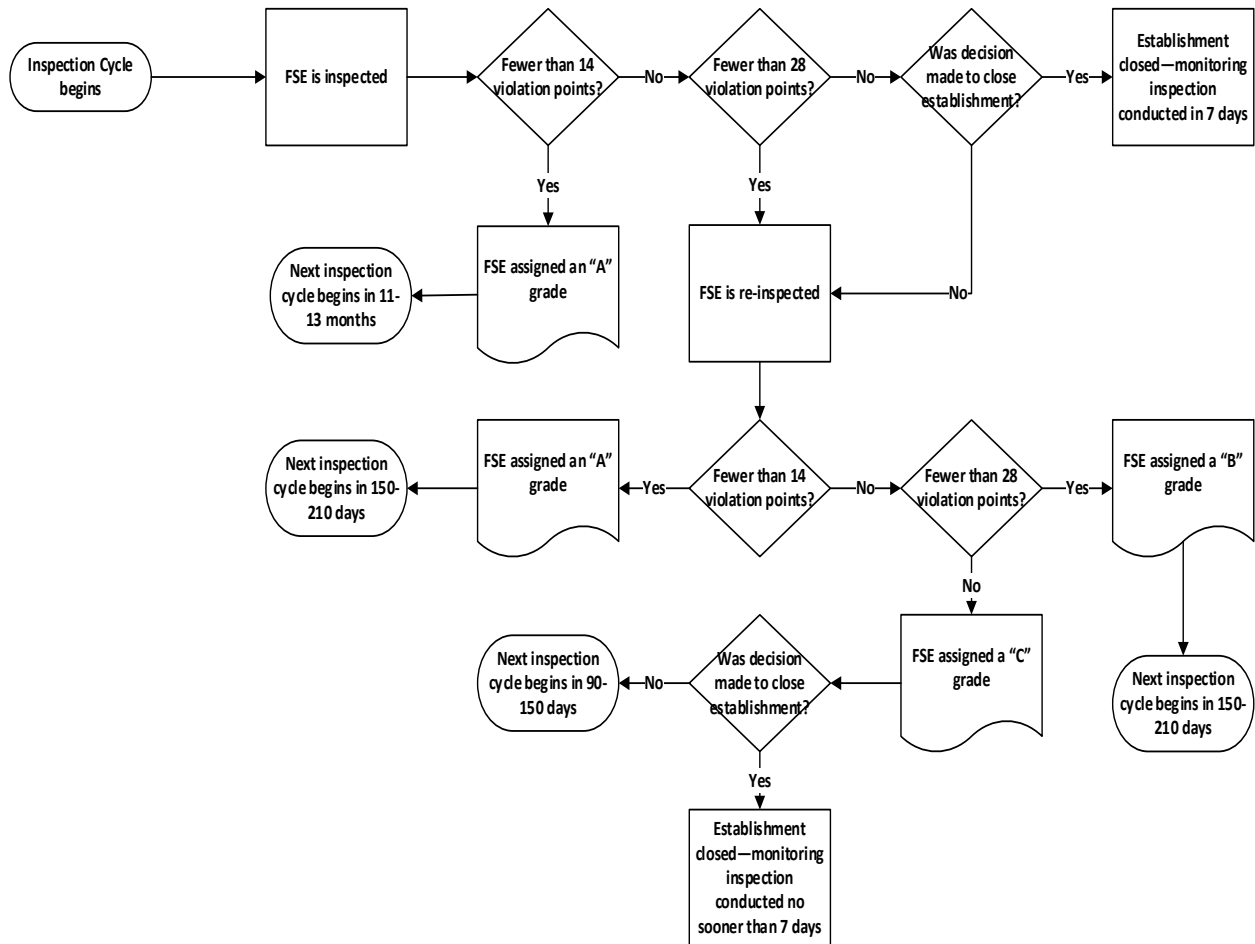 Inspection Cycle
begins
FSE is inspected
Fewer than 14
violation points?
No
Fewer than 28
violation points?
No
Was decision
made to close
establishment?
Yes
Establishment
closed—monitoring
inspection
conducted in 7 days
Yes
Yes
Next inspection
cycle begins in 11-
13 months
FSE assigned an “A”
grade
FSE is re-inspected
No
Next inspection
cycle begins in 150-
210 days
FSE assigned an “A”
grade
Yes
Fewer than 14
violation points?
No
Fewer than 28
violation points?
Yes
FSE assigned a “B”
grade
No
Next inspection
cycle begins in 90-
150 days
No
Was decision
made to close
establishment?
FSE assigned a “C”
grade
Next inspection
cycle begins in 150-
210 days
Yes
Establishment
closed—monitoring
inspection
conducted no
sooner than 7 days